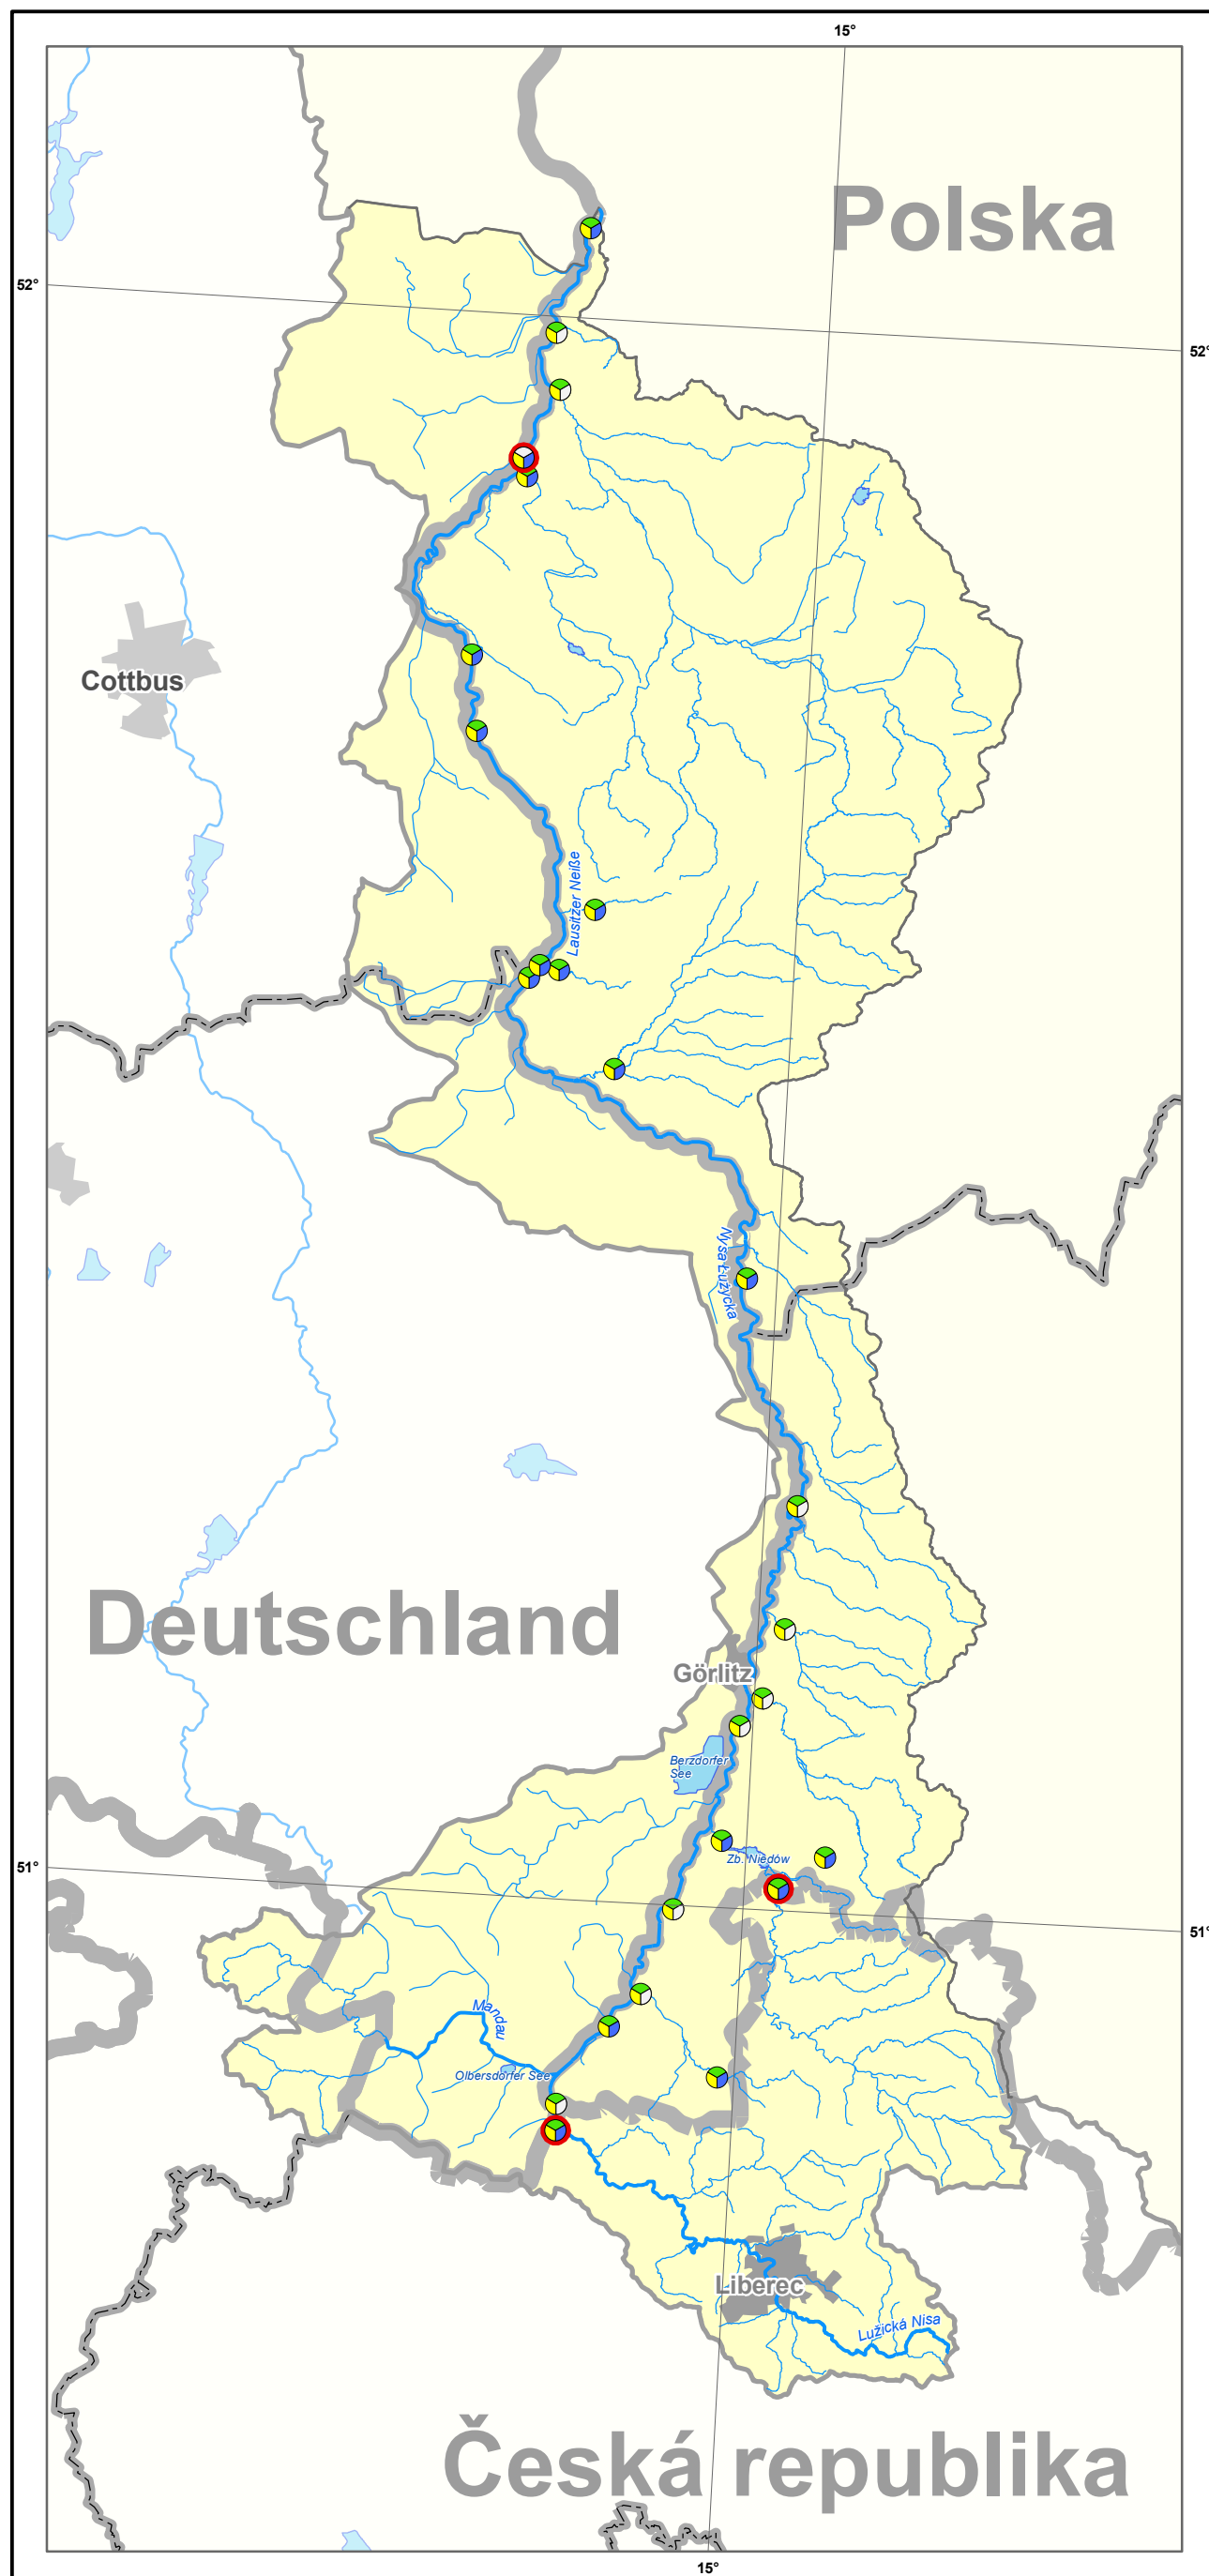 15°
Polska
52°
52°
Cottbus
Lausitzer Neiße
Nysa Łużycka
Deutschland
Görlitz
Berzdorfer
See
Zb. Niedów
51°
51°
Mandau
Olbersdorfer See
Liberec
Lužická Nisa
Česká republika
15°